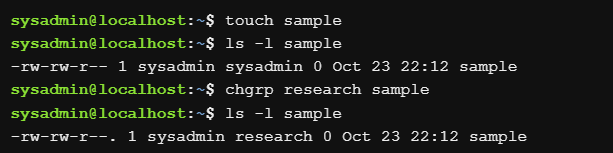 sysadmin@localhost:~$ touch sample
sysadmin@localhost:~$ ls -l sample
-rw-rw-r-- 1 sysadmin sysadmin 0 Oct 23 22:12 sample
sysadmin@localhost:~$ chgrp research sample
sysadmin@localhost:~$ ls -l sample
-rw-rw-r--. 1 sysadmin research 0 Oct 23 22:12 sample